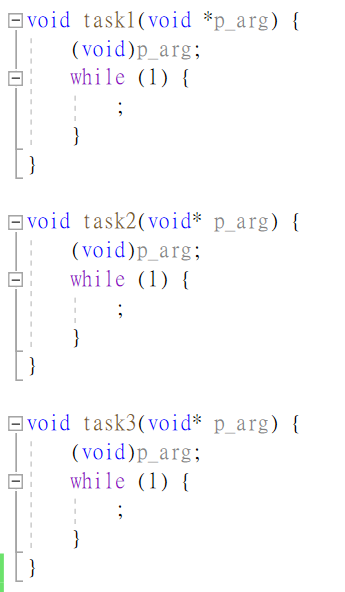 void task1(void *p_arg) {
    (void)p_arg;
    while (1) {
        ;
    }
}
void task2(void* p_arg) {
    (void)p_arg;
    while (1) {
        ;
    }
}
void task3(void* p_arg) {
    (void)p_arg;
    while (1) {
        ;
    }
}